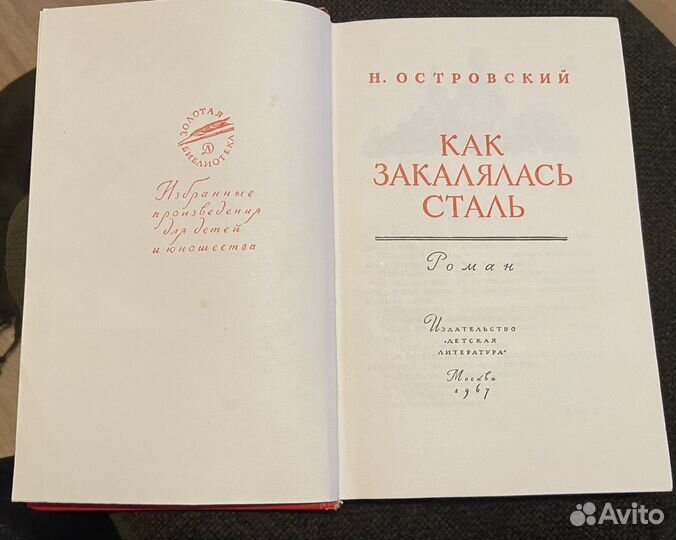 ЗОЛОТАЯ
БИБЛИОТЕКА
Д
Избранные
произведения
для детей
и юношества
Н. ОСТРОВСКИЙ
КАК
ЗАКАЛЯЛАСЬ
СТАЛЬ
Роман
ИЗДАТЕЛЬСТВО
„ДЕТСКАЯ
ЛИТЕРАТУРА"
Москва
1967
Avito